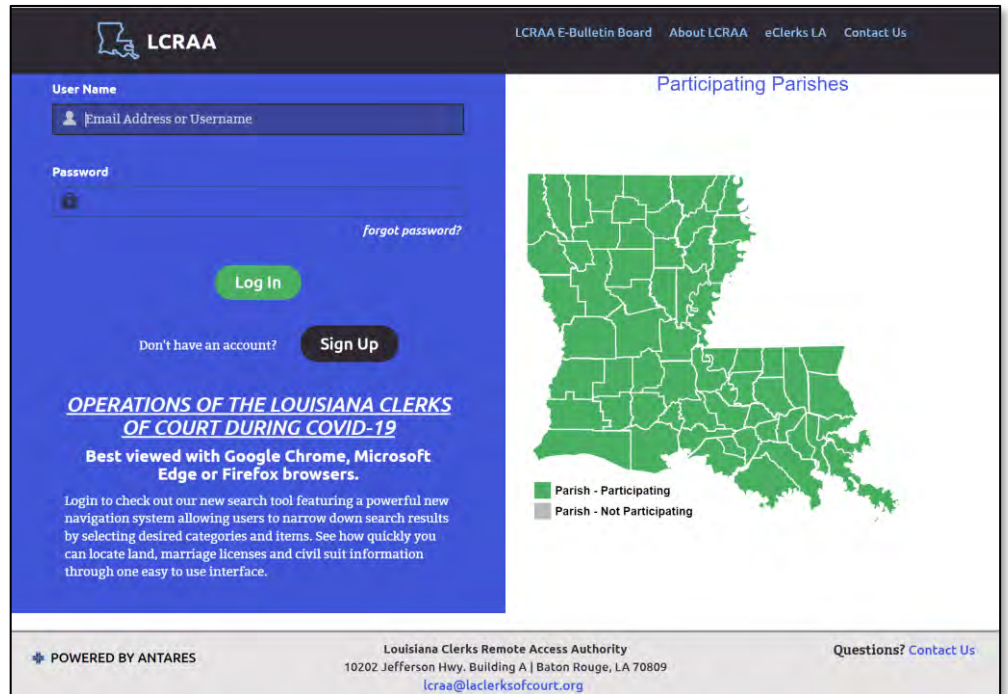 LCRAA
LCRAA E-Bulletin Board About LCRAA eClerks LA Contact Us
User Name
Email Address or Username
Password
forgot password?
Log In
Don't have an account?
Sign Up
OPERATIONS OF THE LOUISIANA CLERKS
OF COURT DURING COVID-19
Best viewed with Google Chrome, Microsoft
Edge or Firefox browsers.
Login to check out our new search tool featuring a powerful new
navigation system allowing users to narrow down search results
by selecting desired categories and items. See how quickly you
can locate land, marriage licenses and civil suit information
through one easy to use interface.
Participating Parishes
Parish - Participating
Parish - Not Participating
POWERED BY ANTARES
Louisiana Clerks Remote Access Authority
10202 Jefferson Hwy. Building A | Baton Rouge, LA 70809
lcraa@laclerksofcourt.org
Questions? Contact Us